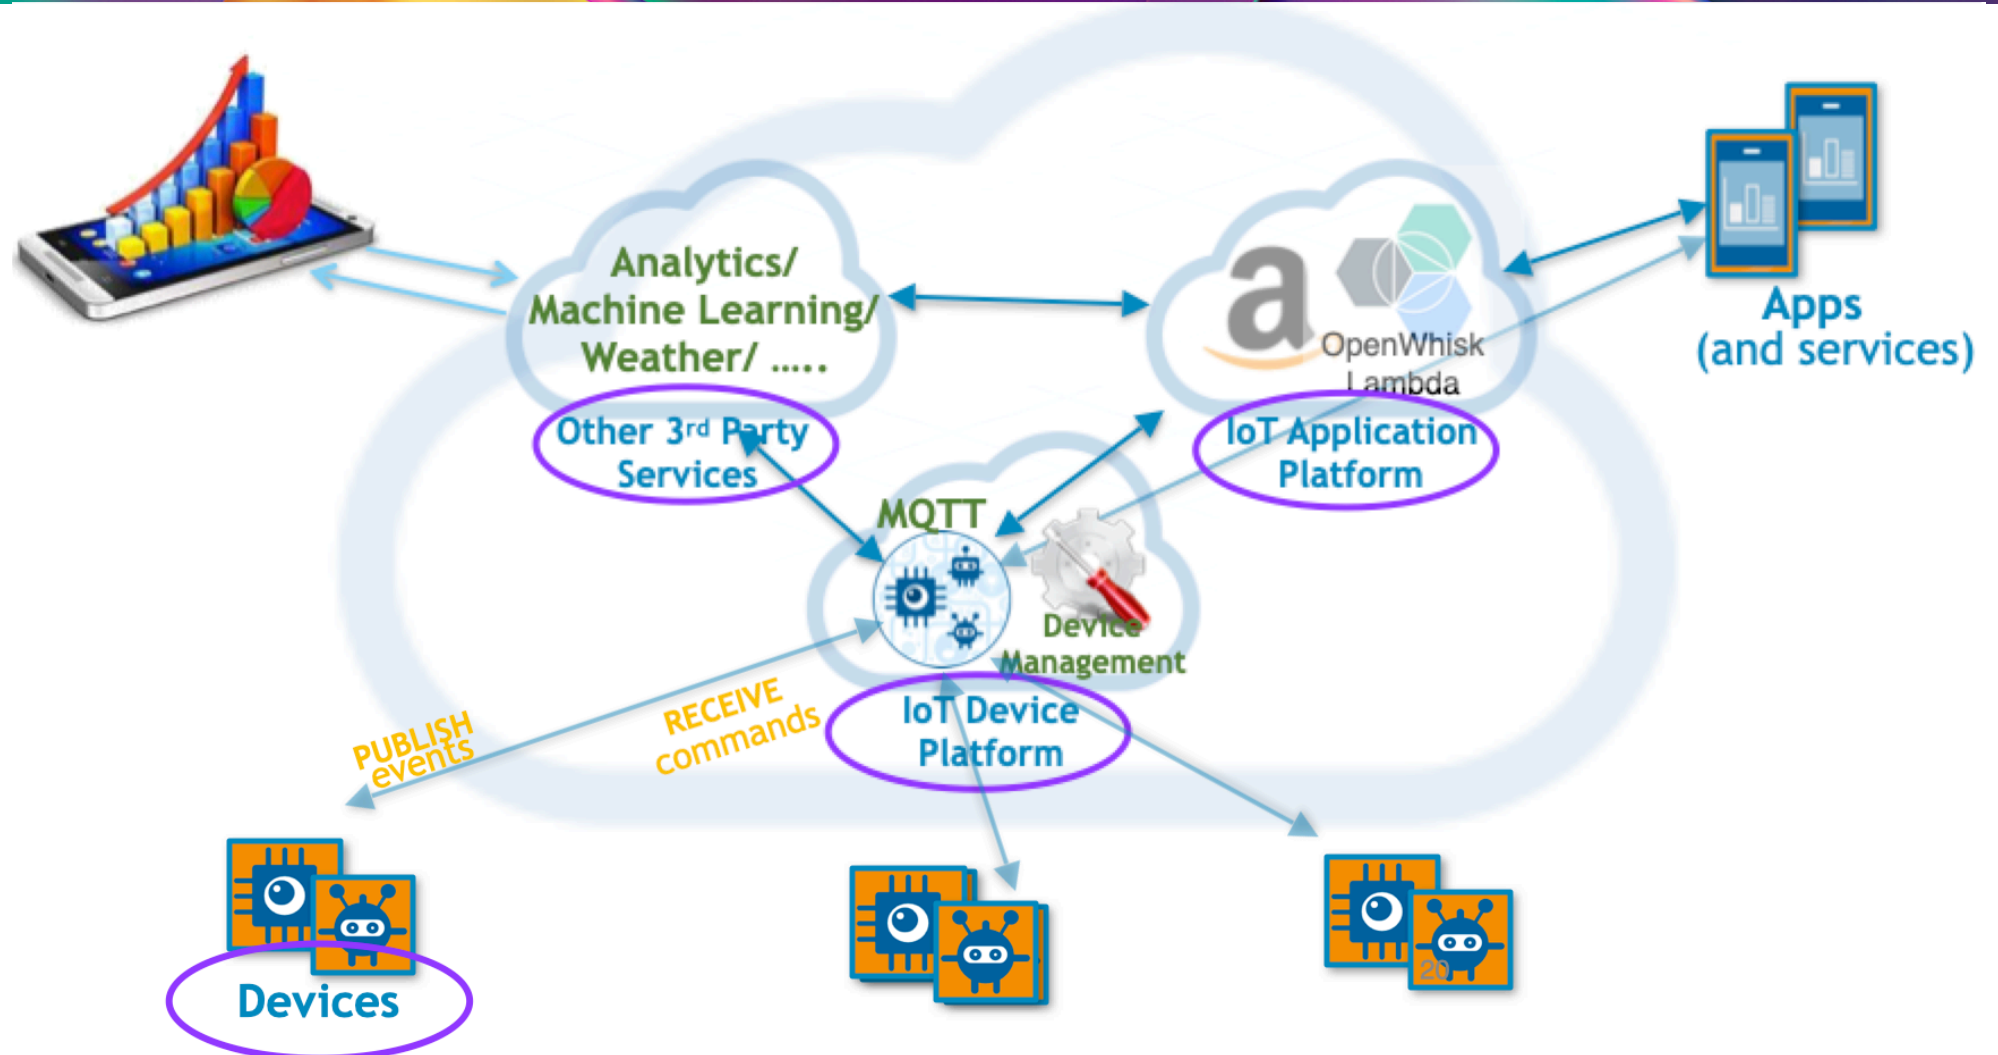 Analytics/
Machine Learning/
Weather/ .....
Other 3rd Party
Services
a
OpenWhisk
Lambda
IoT Application
Platform
Apps
(and services)
MQTT
Device
Management
IoT Device
Platform
PUBLISH
events
RECEIVE
commands
Devices
20